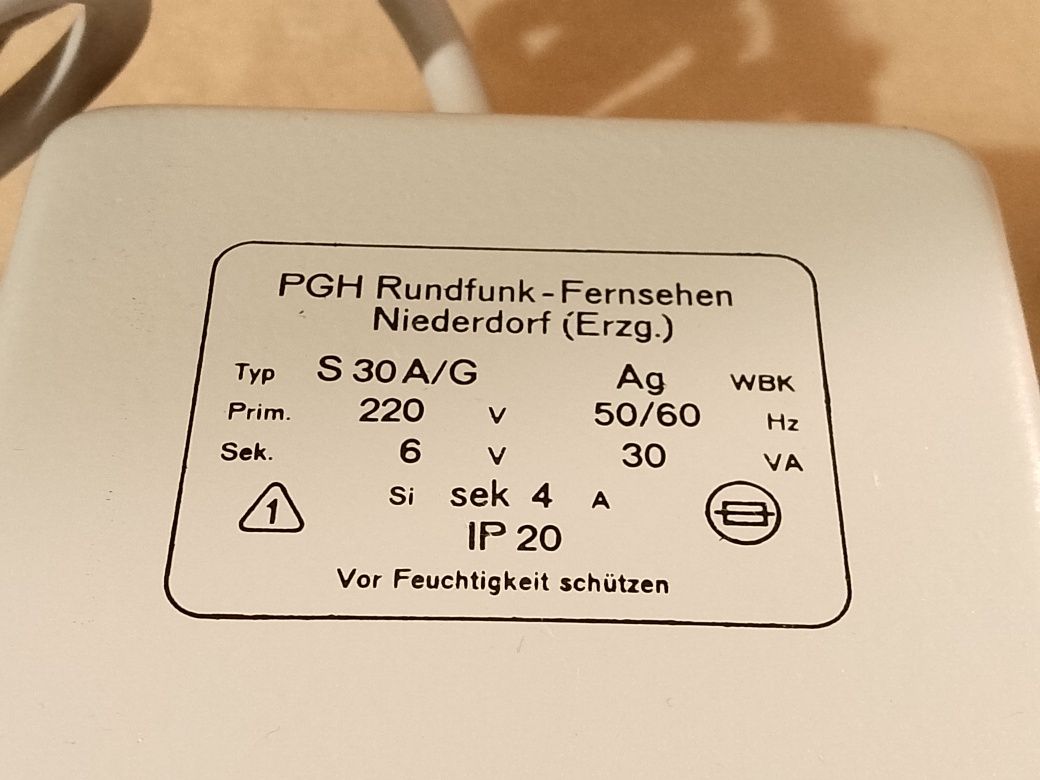 PGH Rundfunk-Fernsehen
Niederdorf (Erzg.)
Typ S 30 A/G Ag WBK
Prim. 220 V 50/60 Hz
Sek. 6 V 30 VA
1 Si sek 4 A
IP 20
Vor Feuchtigkeit schützen